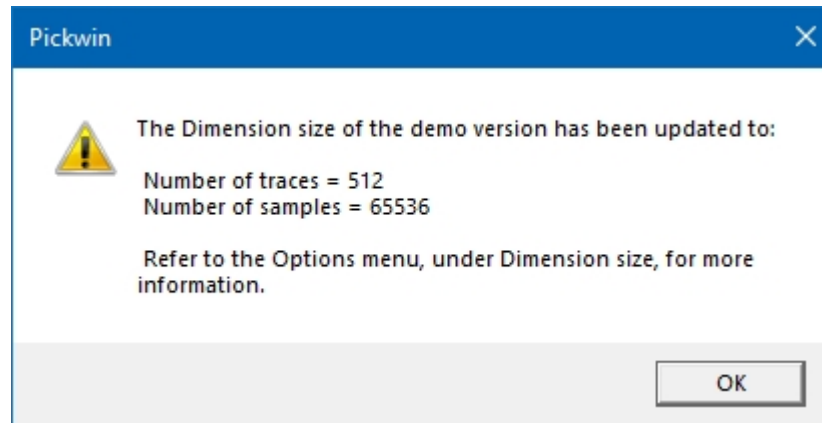 Pickwin
The Dimension size of the demo version has been updated to:
Number of traces = 512
Number of samples = 65536
Refer to the Options menu, under Dimension size, for more
information.
OK